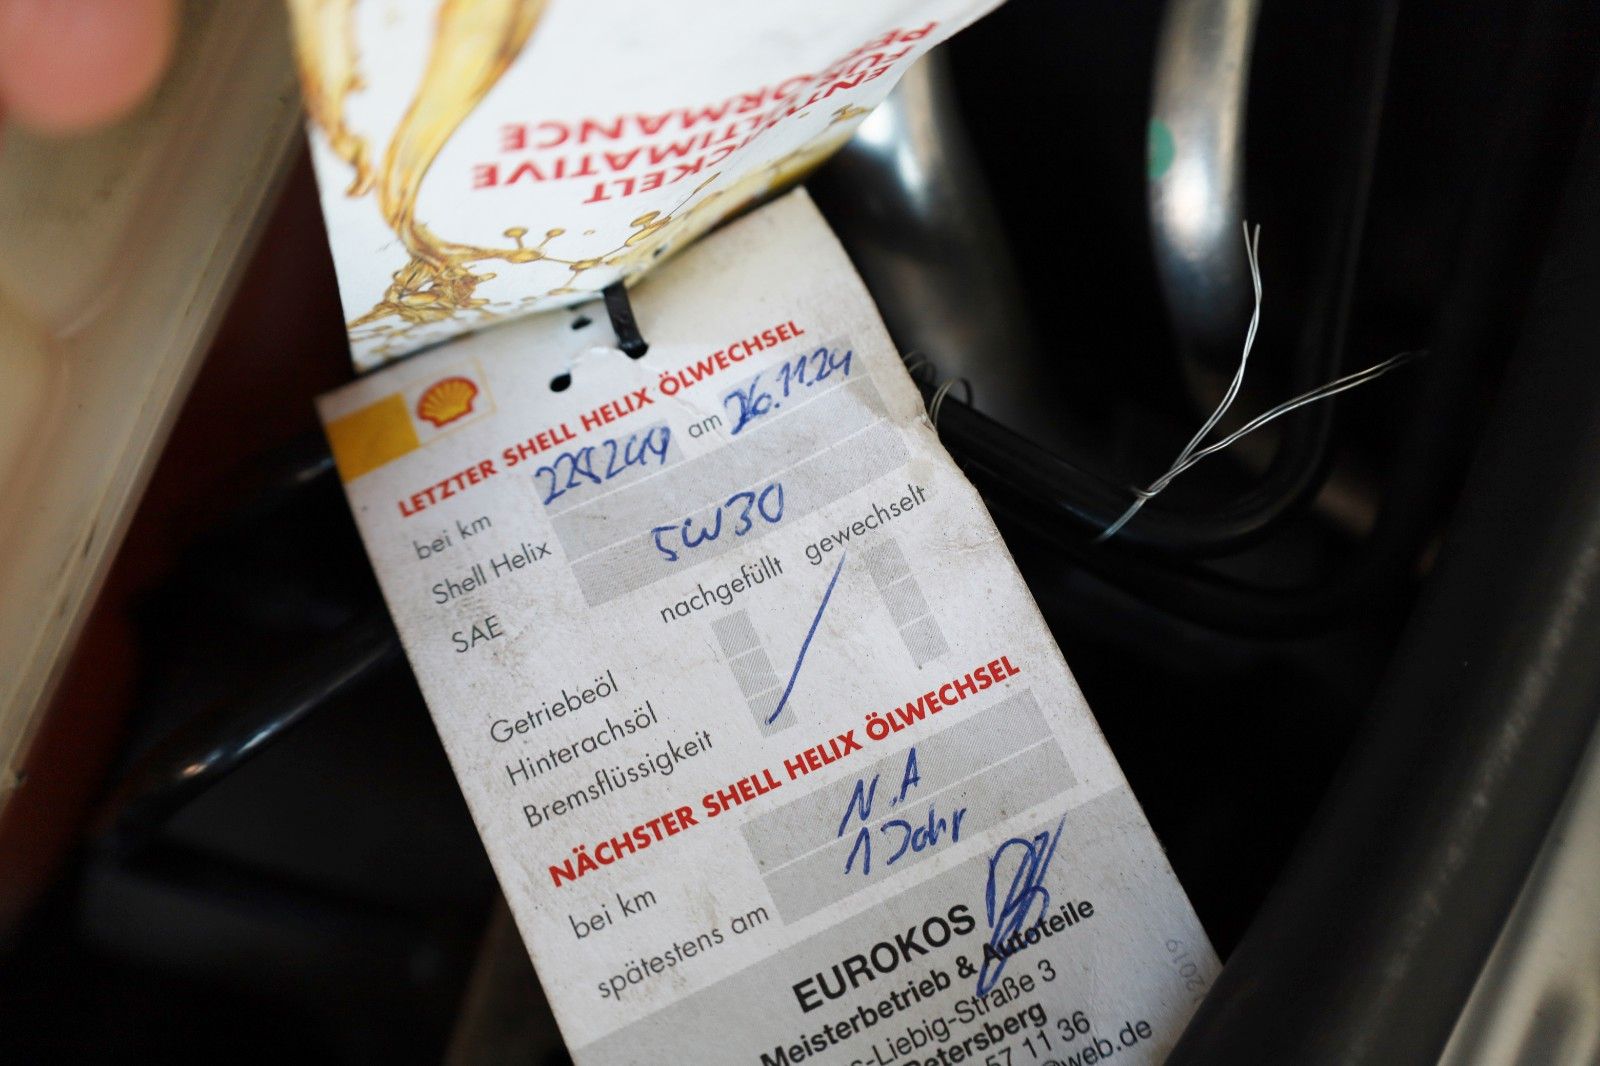 ENTWICKELT
FÜR ULTIMATIVE
PERFORMANCE
LETZTER SHELL HELIX ÖLWECHSEL
bei km 228244 am 26.11.24
Shell Helix
SAE 5W30
nachgefüllt gewechselt
Getriebeöl
Hinterachsöl
Bremsflüssigkeit
NÄCHSTER SHELL HELIX ÖLWECHSEL
bei km N.A
spätestens am 1 Jahr
EUROKOS
Meisterbetrieb & Autoteile
-Liebig-Straße 3
Petersberg
57 11 36
@web.de
2019